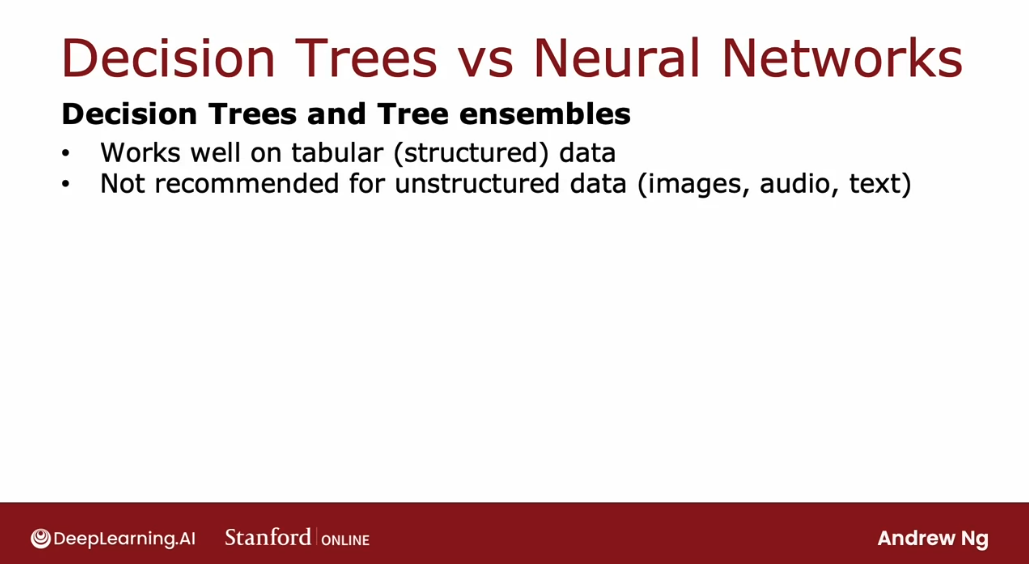 Decision Trees vs Neural Networks
Decision Trees and Tree ensembles
• Works well on tabular (structured) data
• Not recommended for unstructured data (images, audio, text)
DeepLearning.AI Stanford ONLINE Andrew Ng